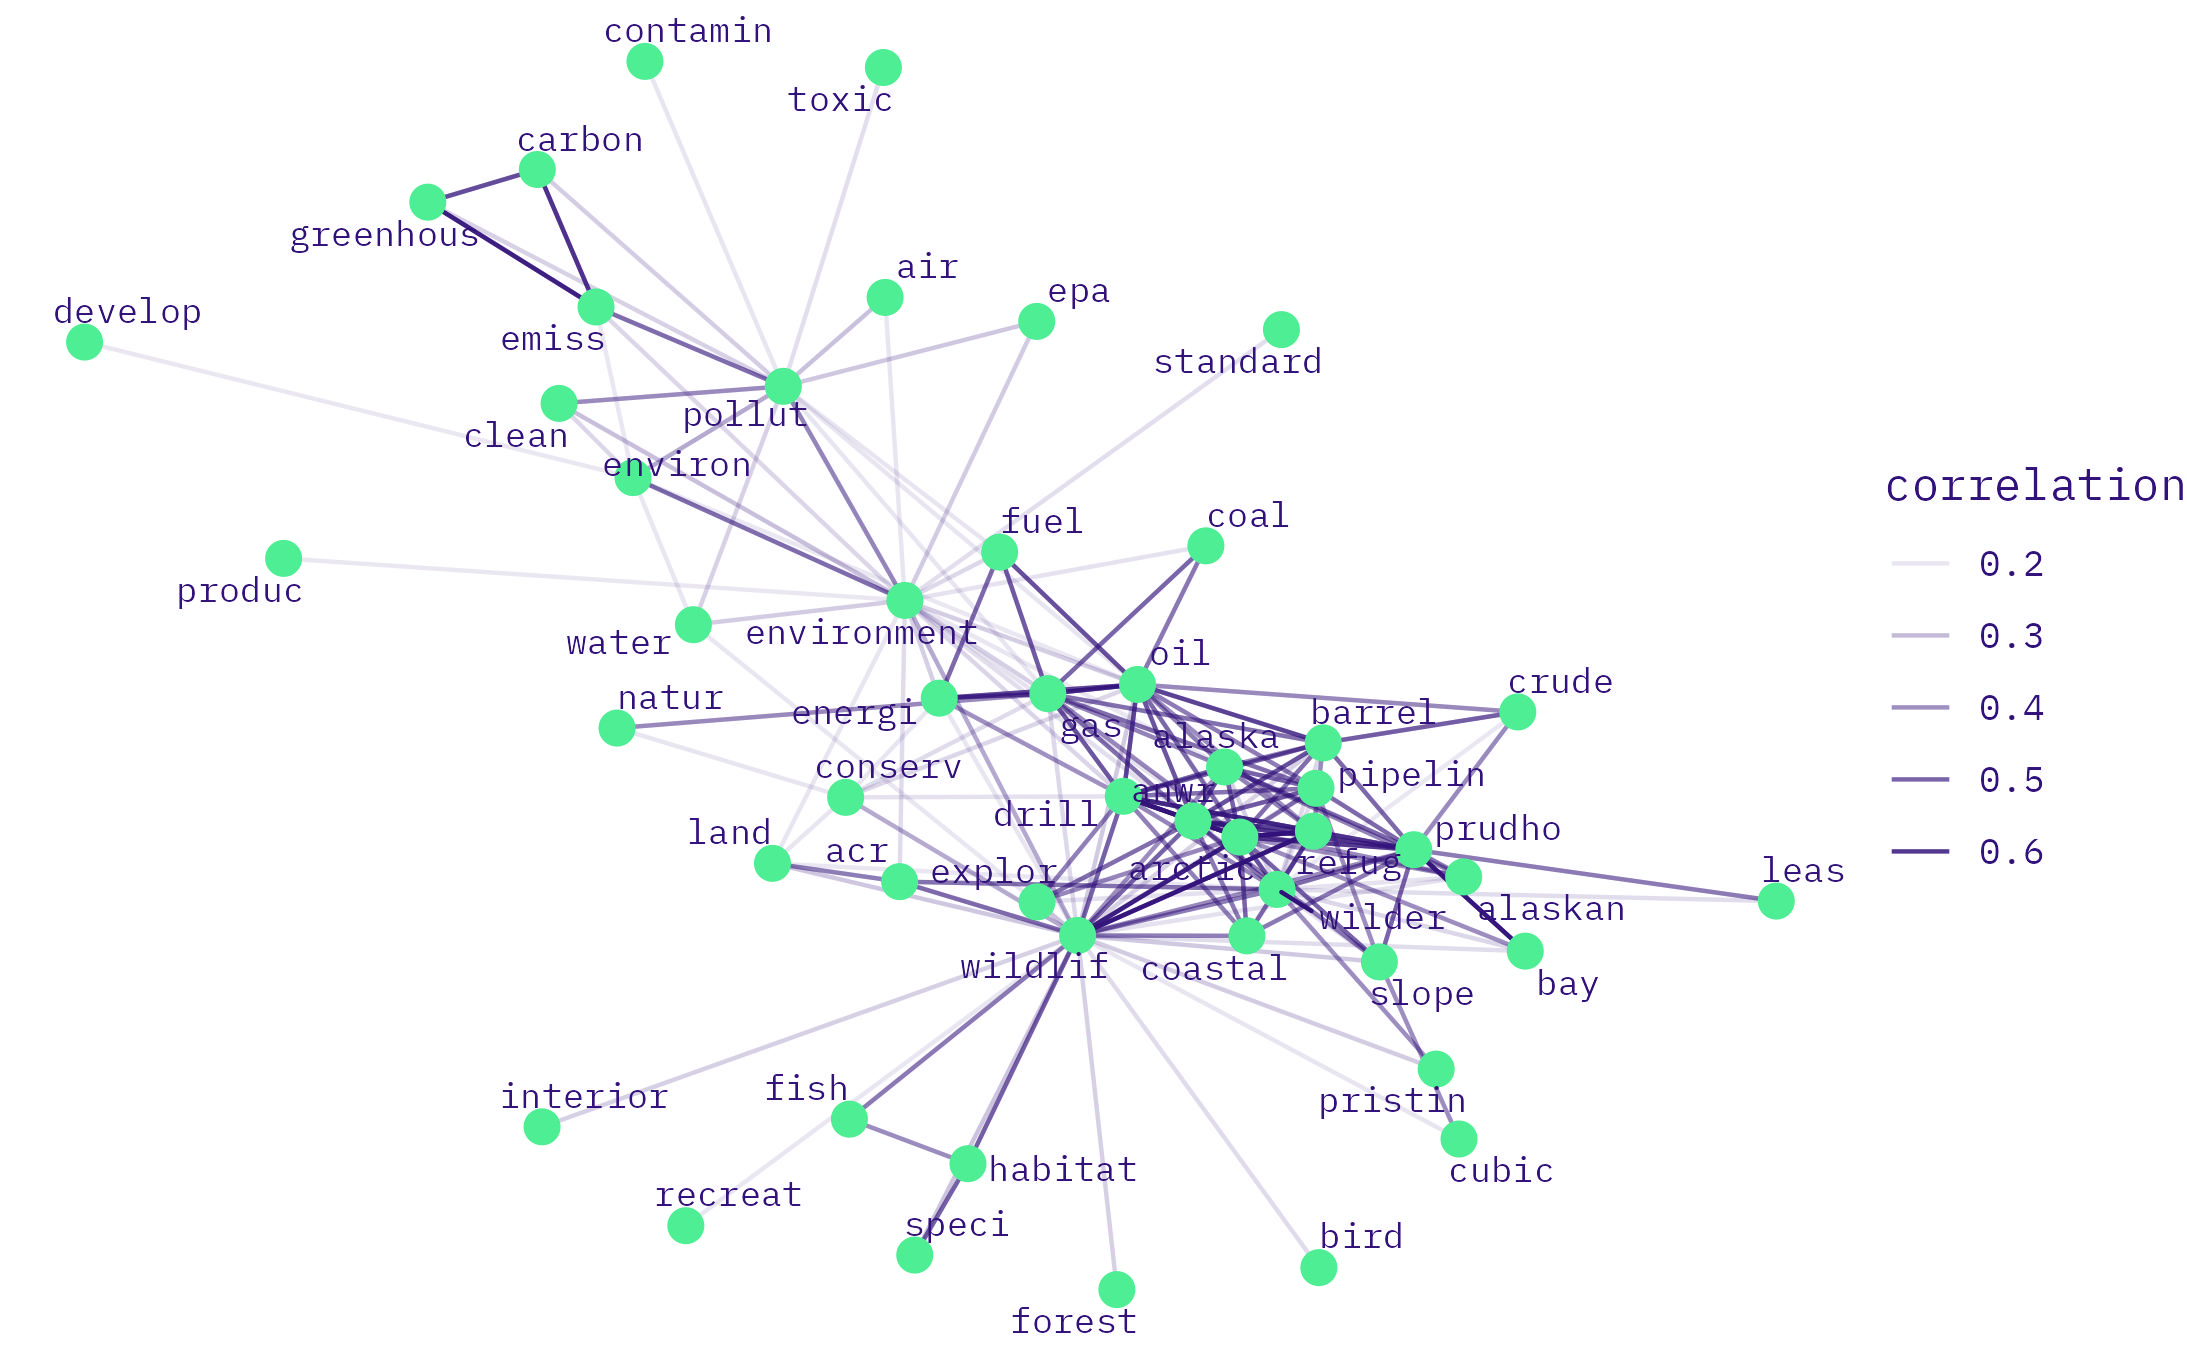 contamin
toxic
carbon
greenhous
air
epa
develop
emiss
standard
pollut
clean
environ
correlation
fuel
coal
0.2
produc
water
environment
0.3
oil
natur
energi
gas
crude
barrel
0.4
alaska
conserv
pipelin
0.5
anwr
drill
land
acr
prudho
0.6
explor
arctic
refug
leas
wilder
alaskan
wildlif
coastal
bay
slope
interior
fish
pristin
habitat
cubic
recreat
speci
bird
forest